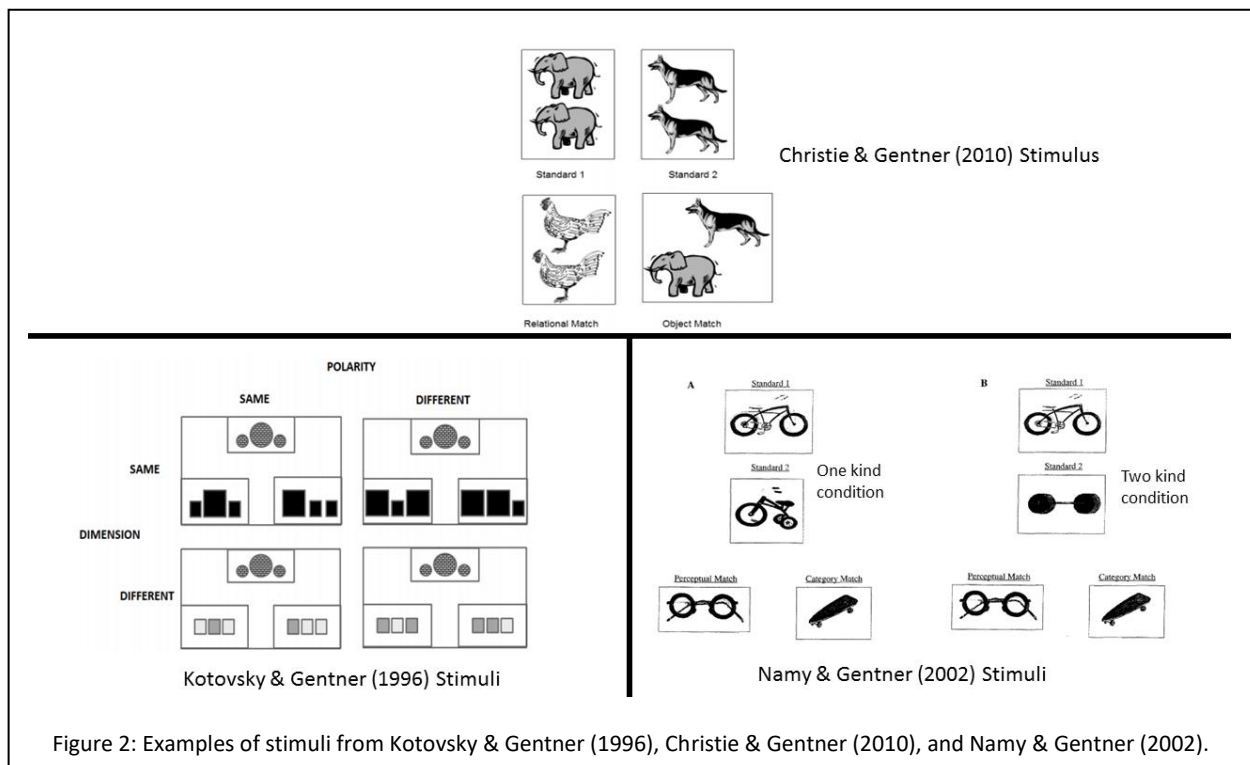 Standard 1
Standard 2
Christie & Gentner (2010) Stimulus
Relational Match
Object Match
POLARITY
SAME
DIFFERENT
SAME
DIMENSION
DIFFERENT
Kotovsky & Gentner (1996) Stimuli
A
Standard 1
Standard 2
One kind
condition
Perceptual Match
Category Match
B
Standard 1
Standard 2
Two kind
condition
Perceptual Match
Category Match
Namy & Gentner (2002) Stimuli
Figure 2: Examples of stimuli from Kotovsky & Gentner (1996), Christie & Gentner (2010), and Namy & Gentner (2002).